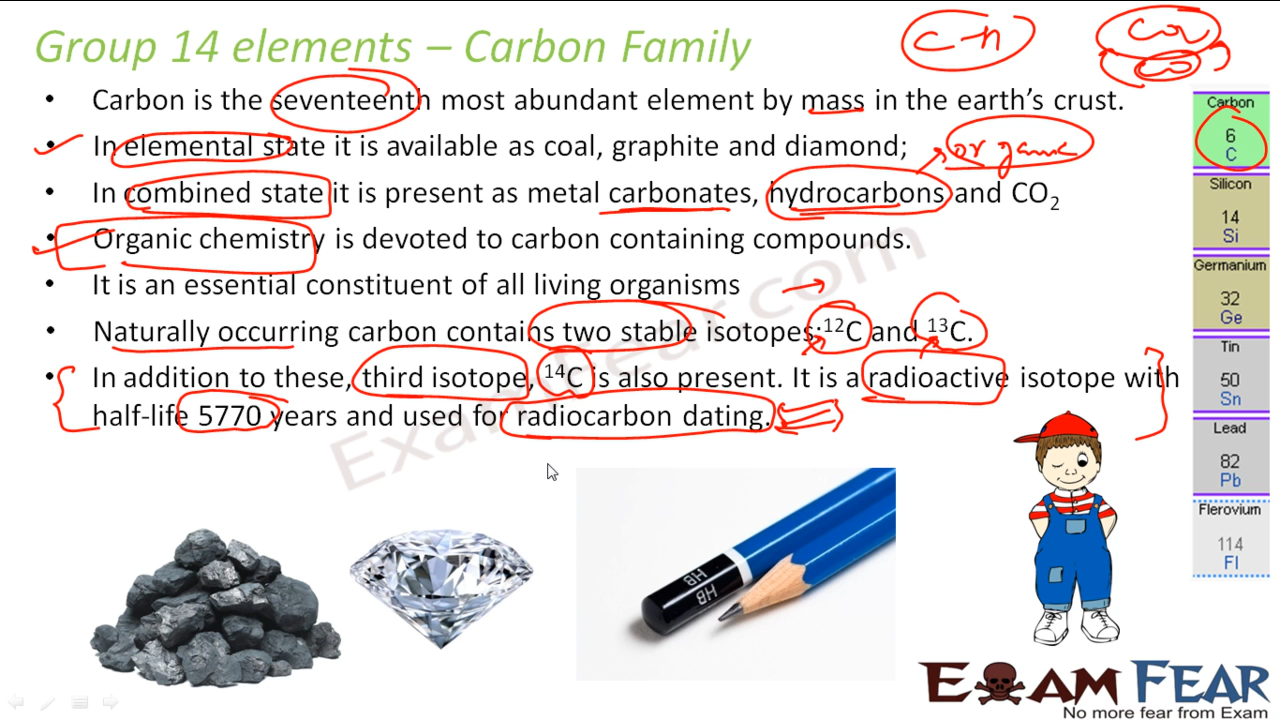 Group 14 elements – Carbon Family
C-H
CO2
CO
• Carbon is the seventeenth most abundant element by mass in the earth's crust.
• In elemental state it is available as coal, graphite and diamond;
organic
• In combined state it is present as metal carbonates, hydrocarbons and CO₂
• Organic chemistry is devoted to carbon containing compounds.
• It is an essential constituent of all living organisms
• Naturally occurring carbon contains two stable isotopes:¹²C and ¹³C.
• In addition to these, third isotope, ¹⁴C is also present. It is a radioactive isotope with
half-life 5770 years and used for radiocarbon dating.
Carbon
6
C
Silicon
14
Si
Germanium
32
Ge
Tin
50
Sn
Lead
82
Pb
Flerovium
114
Fl
ExamFear.com
HB
HB
EXAM FEAR
No more fear from Exam